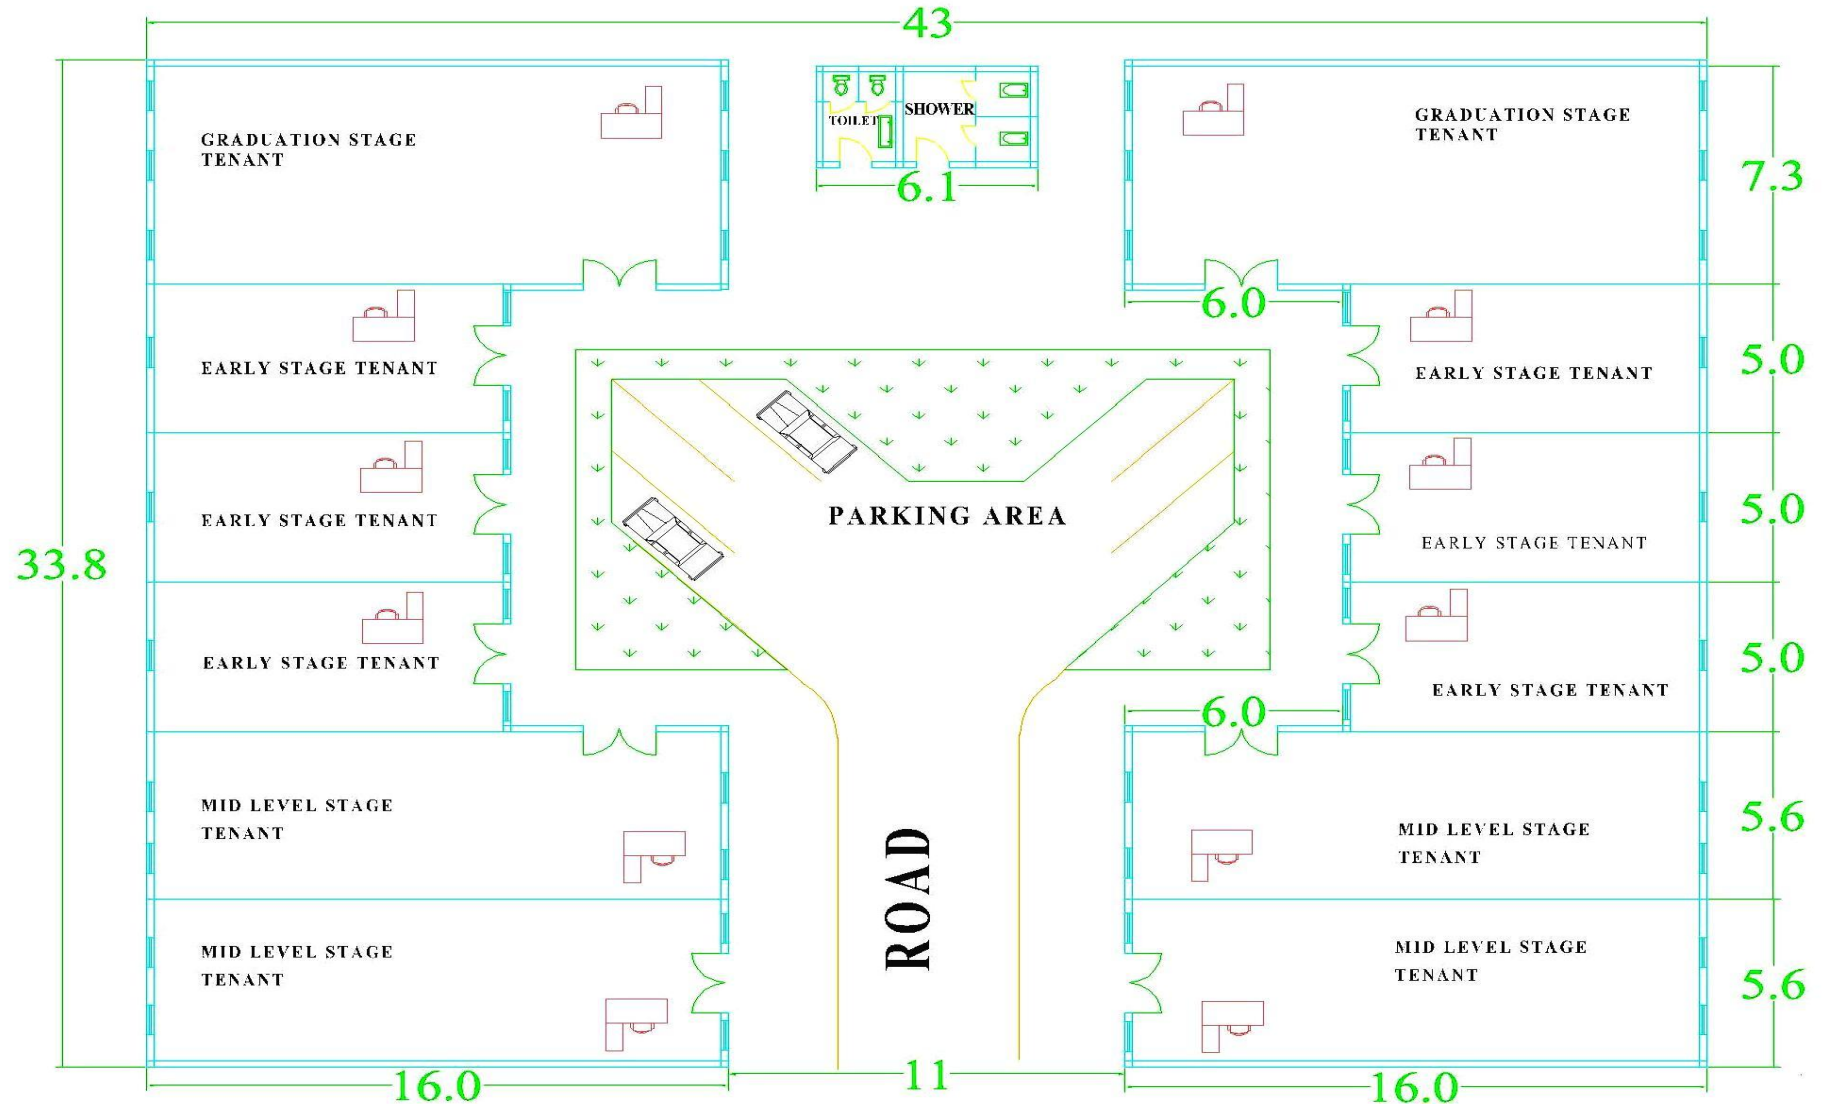 43
GRADUATION STAGE
TENANT
TOILET
SHOWER
6.1
GRADUATION STAGE
TENANT
7.3
6.0
EARLY STAGE TENANT
EARLY STAGE TENANT
5.0
EARLY STAGE TENANT
PARKING AREA
EARLY STAGE TENANT
5.0
33.8
EARLY STAGE TENANT
EARLY STAGE TENANT
5.0
6.0
MID LEVEL STAGE
TENANT
ROAD
MID LEVEL STAGE
TENANT
5.6
MID LEVEL STAGE
TENANT
MID LEVEL STAGE
TENANT
5.6
16.0
11
16.0